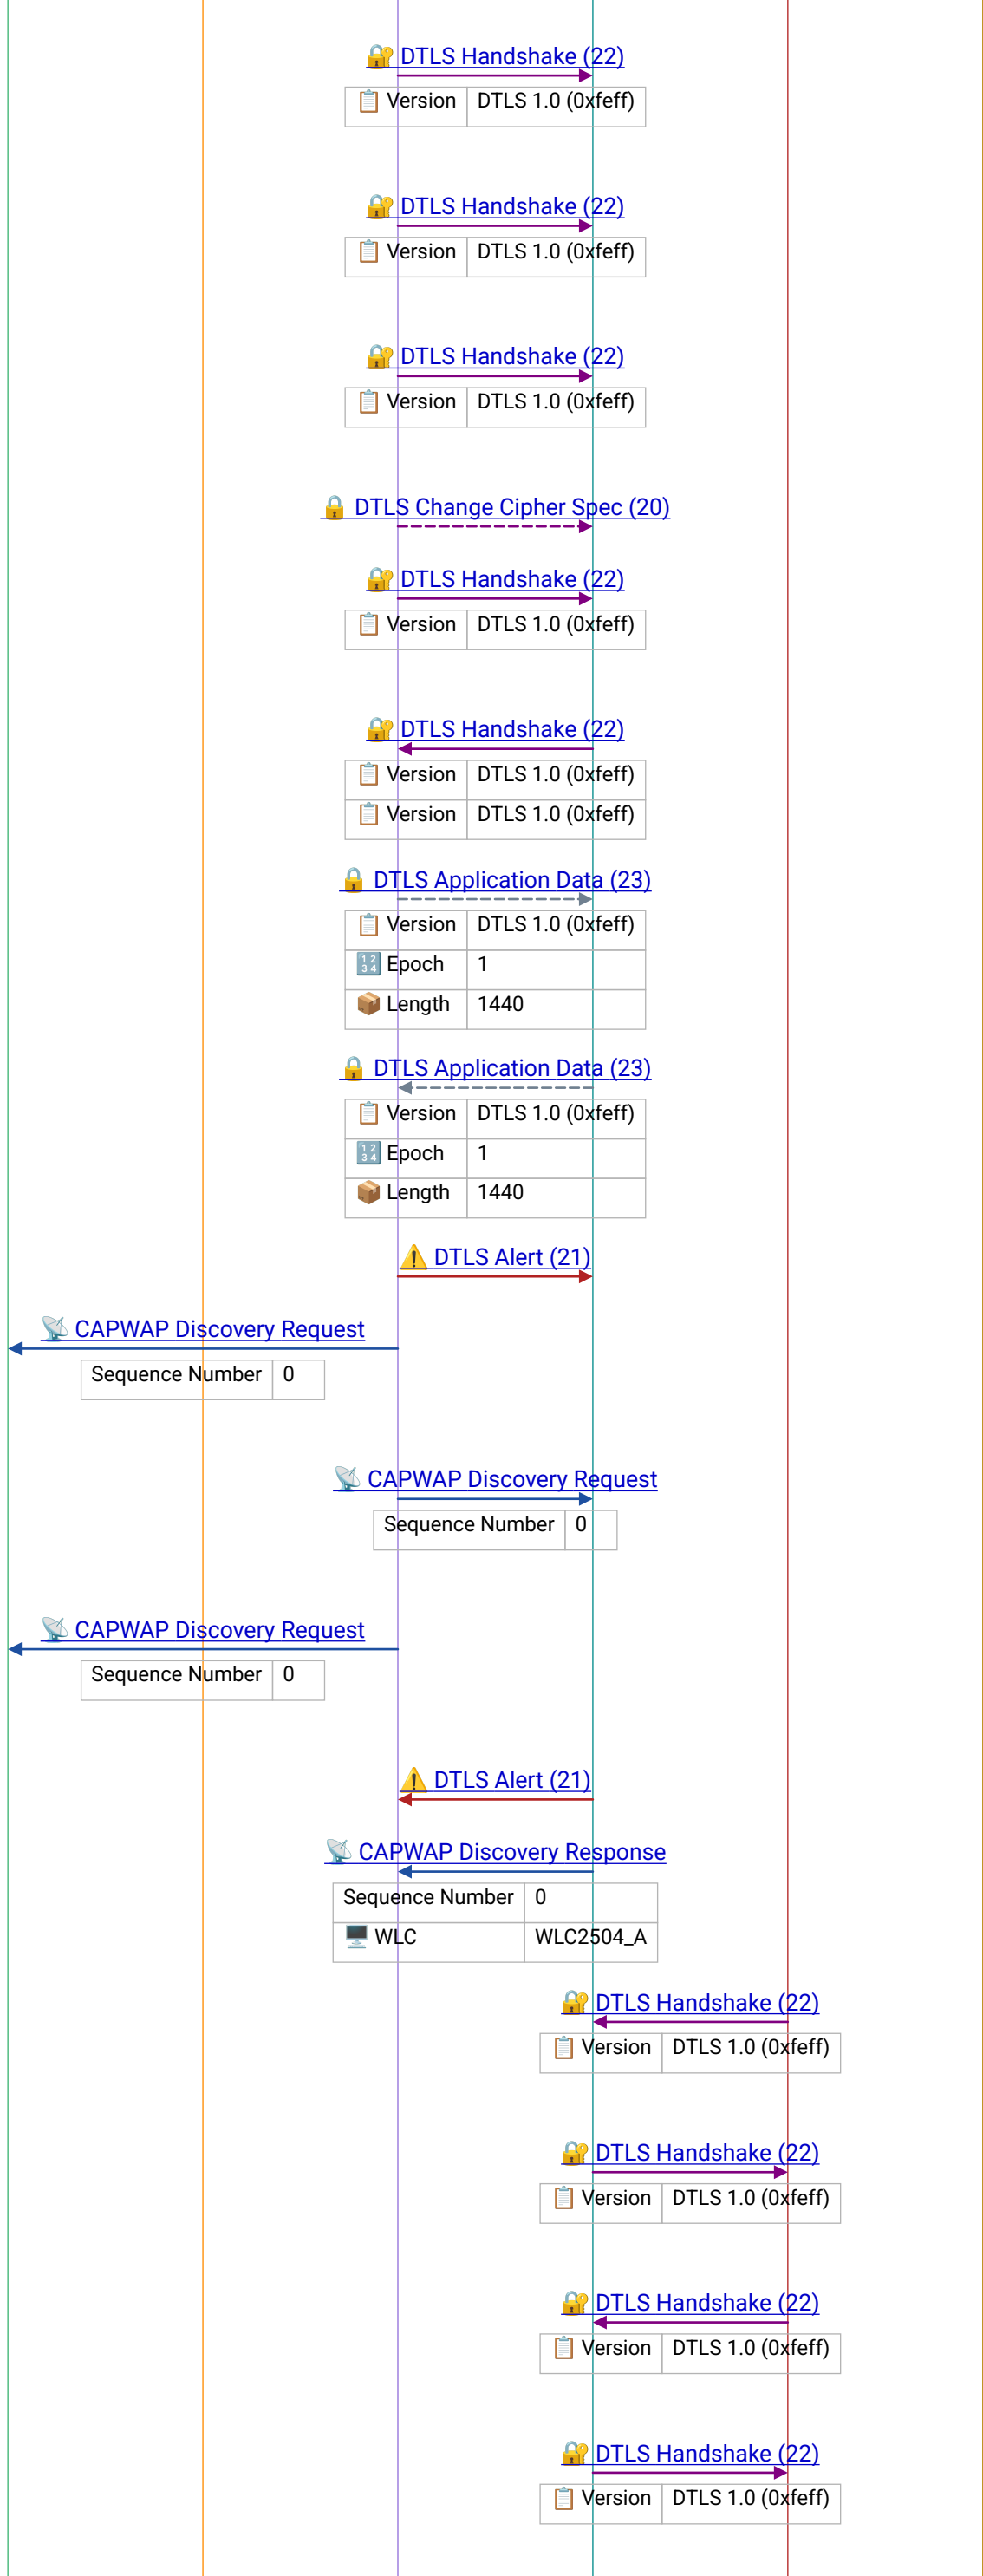 🔐 DTLS Handshake (22)
📋 Version DTLS 1.0 (0xfeff)
🔐 DTLS Handshake (22)
📋 Version DTLS 1.0 (0xfeff)
🔐 DTLS Handshake (22)
📋 Version DTLS 1.0 (0xfeff)
🔒 DTLS Change Cipher Spec (20)
🔐 DTLS Handshake (22)
📋 Version DTLS 1.0 (0xfeff)
🔐 DTLS Handshake (22)
📋 Version DTLS 1.0 (0xfeff)
📋 Version DTLS 1.0 (0xfeff)
🔒 DTLS Application Data (23)
📋 Version DTLS 1.0 (0xfeff)
🔢 Epoch 1
📦 Length 1440
🔒 DTLS Application Data (23)
📋 Version DTLS 1.0 (0xfeff)
🔢 Epoch 1
📦 Length 1440
⚠️ DTLS Alert (21)
📡 CAPWAP Discovery Request
Sequence Number 0
📡 CAPWAP Discovery Request
Sequence Number 0
📡 CAPWAP Discovery Request
Sequence Number 0
⚠️ DTLS Alert (21)
📡 CAPWAP Discovery Response
Sequence Number 0
🖥️ WLC WLC2504_A
🔐 DTLS Handshake (22)
📋 Version DTLS 1.0 (0xfeff)
🔐 DTLS Handshake (22)
📋 Version DTLS 1.0 (0xfeff)
🔐 DTLS Handshake (22)
📋 Version DTLS 1.0 (0xfeff)
🔐 DTLS Handshake (22)
📋 Version DTLS 1.0 (0xfeff)